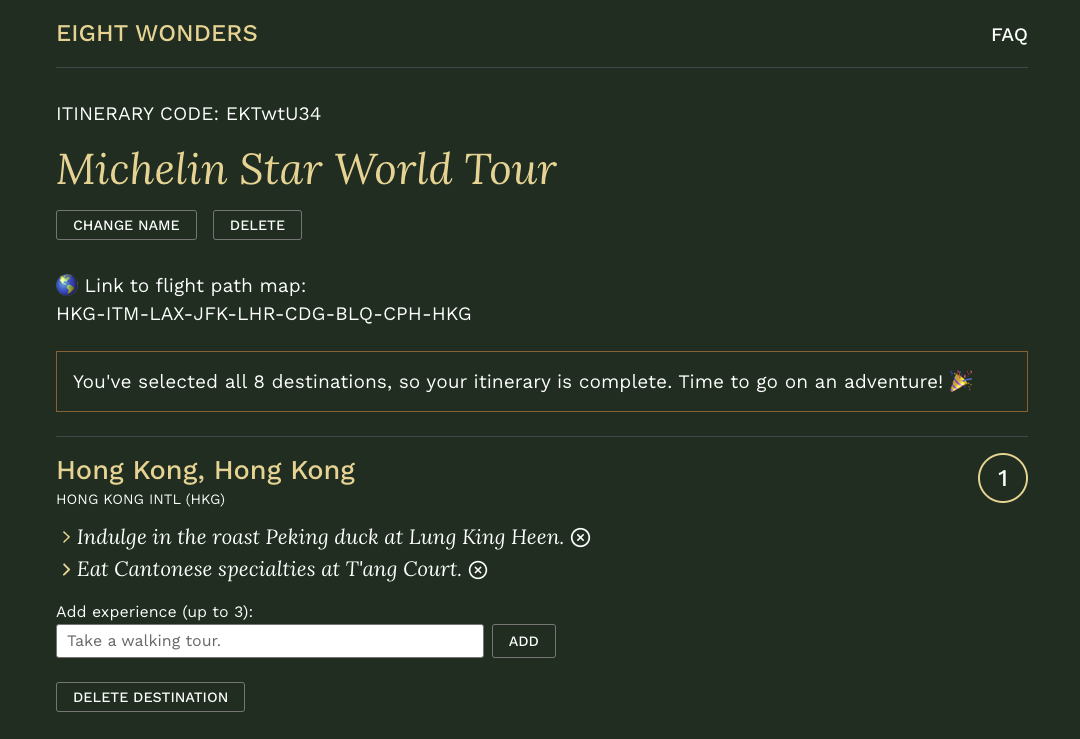 EIGHT WONDERS
FAQ
ITINERARY CODE: EKTwtU34
Michelin Star World Tour
CHANGE NAME
DELETE
Link to flight path map:
HKG-ITM-LAX-JFK-LHR-CDG-BLQ-CPH-HKG
You've selected all 8 destinations, so your itinerary is complete. Time to go on an adventure! 🎉
Hong Kong, Hong Kong
1
HONG KONG INTL (HKG)
Indulge in the roast Peking duck at Lung King Heen.
Eat Cantonese specialties at T'ang Court.
Add experience (up to 3):
Take a walking tour.
ADD
DELETE DESTINATION